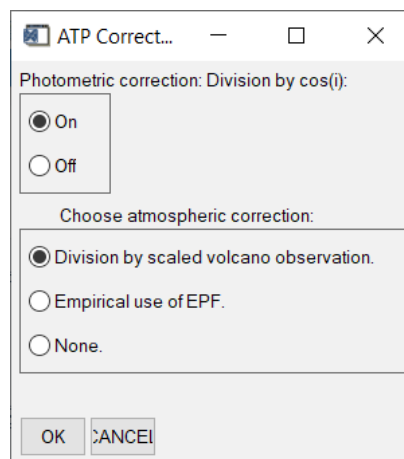 ATP Correct...
Photometric correction: Division by cos(i):
On
Off
Choose atmospheric correction:
Division by scaled volcano observation.
Empirical use of EPF.
None.
OK
CANCEL